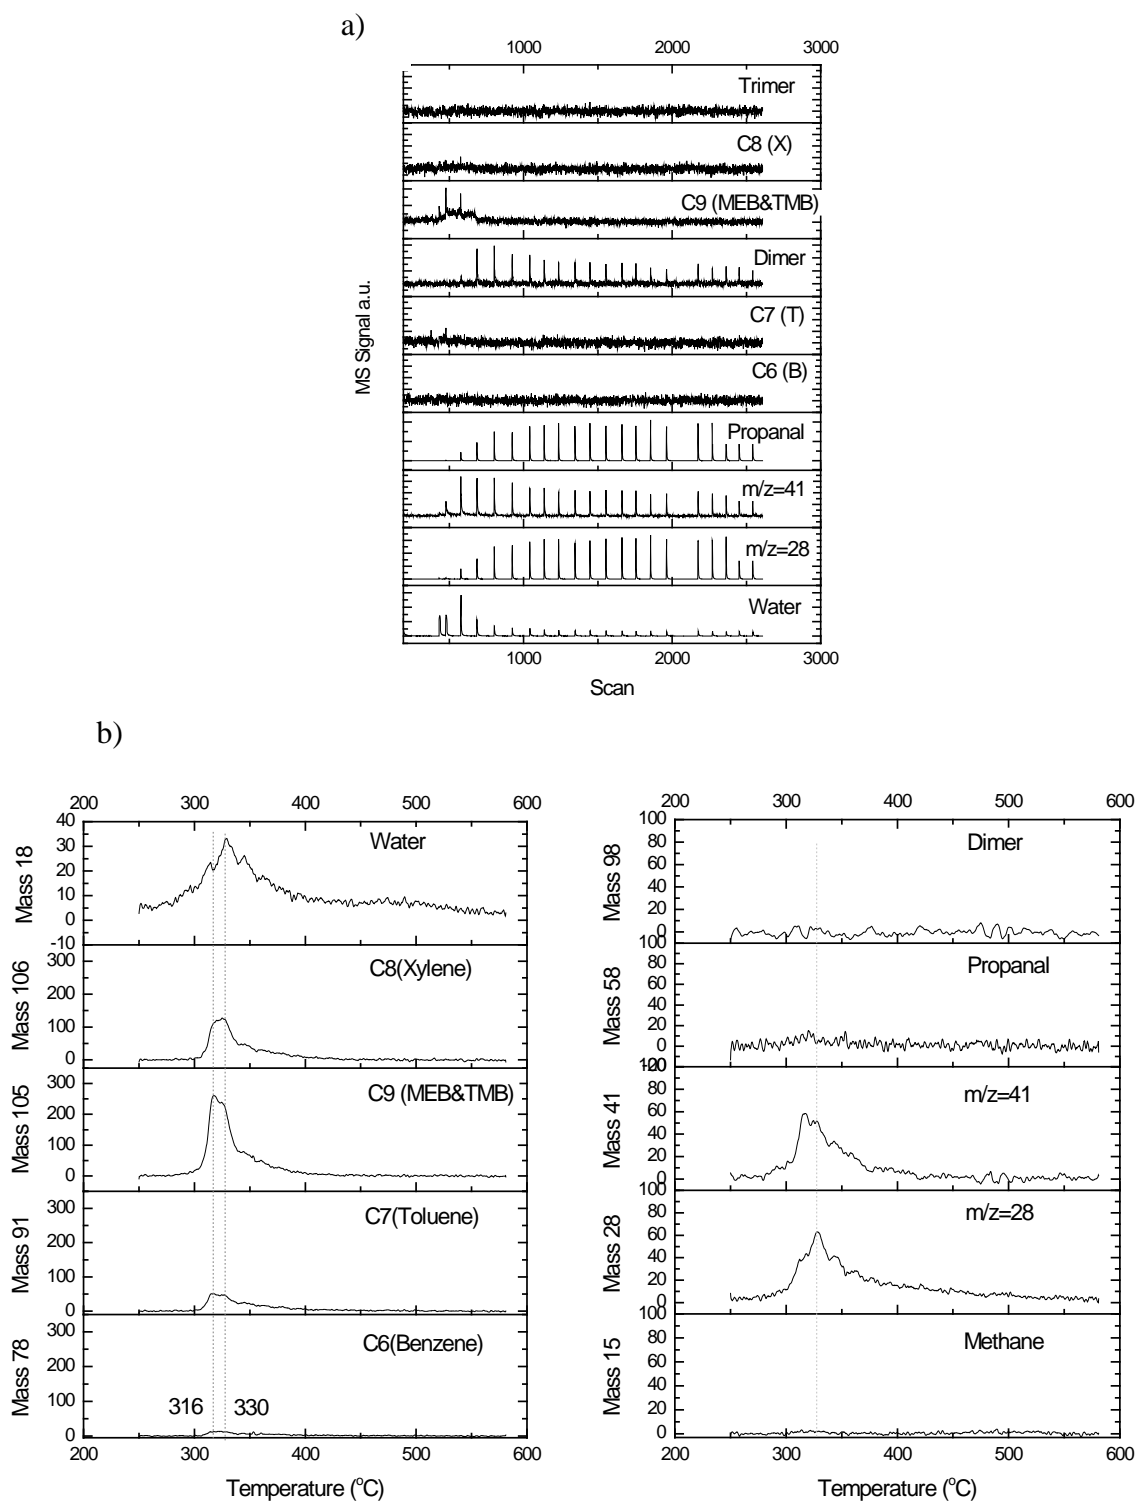 a)
1000 2000 3000
Trimer
C8 (X)
C9 (MEB&TMB)
Dimer
C7 (T)
C6 (B)
Propanal
m/z=41
m/z=28
Water
MS Signal a.u.
1000 2000 3000
Scan
b)
200 300 400 500 600
Water
Mass 18
40
30
20
10
0
-10
C8(Xylene)
Mass 106
300
200
100
0
C9 (MEB&TMB)
Mass 105
300
200
100
0
C7(Toluene)
Mass 91
300
200
100
0
C6(Benzene)
Mass 78
300
200
100
0
316 330
200 300 400 500 600
Temperature (°C)
200 300 400 500 600
Dimer
Mass 98
100
80
60
40
20
0
Propanal
Mass 58
100
80
60
40
20
0
m/z=41
Mass 41
80
60
40
20
0
m/z=28
Mass 28
100
80
60
40
20
0
Methane
Mass 15
100
80
60
40
20
0
200 300 400 500 600
Temperature (°C)